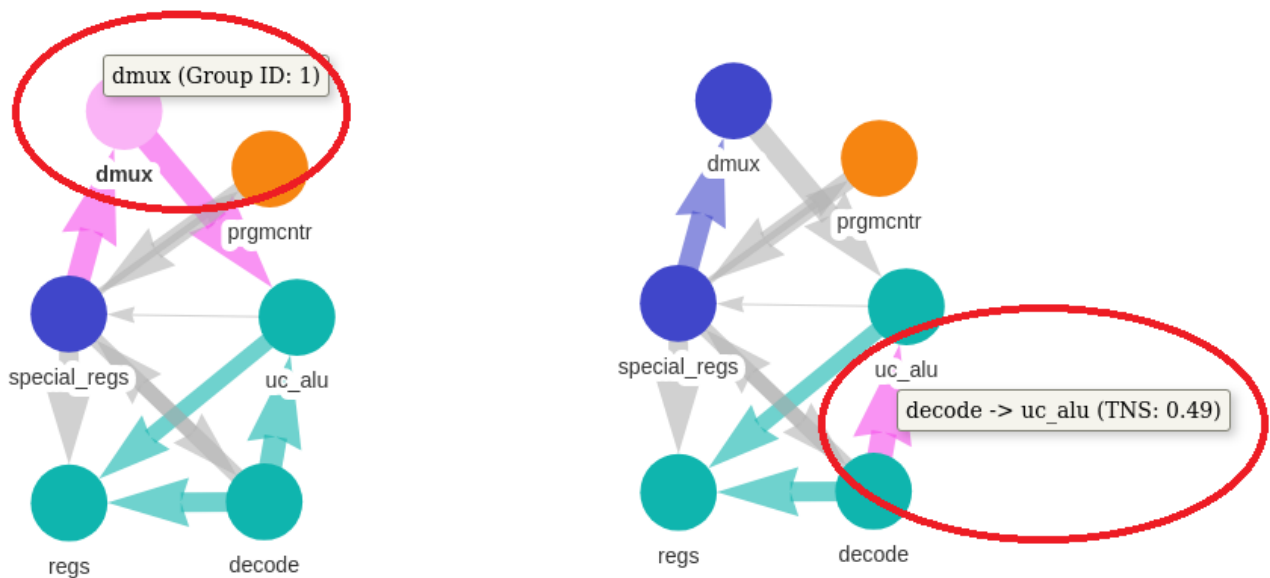 dmux (Group ID: 1)
dmux
prgmcntr
special_regs
uc_alu
regs
decode
dmux
prgmcntr
special_regs
uc_alu
decode -> uc_alu (TNS: 0.49)
regs
decode